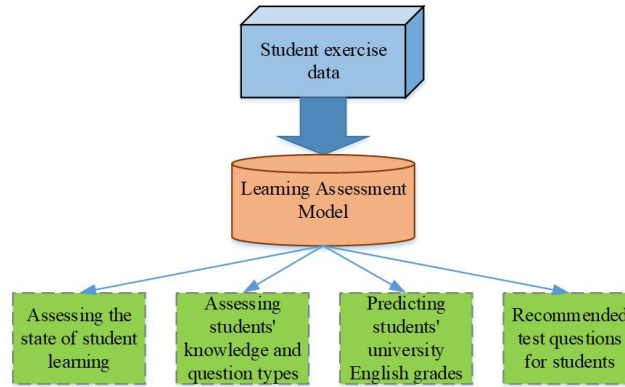 Student exercise
data
Learning Assessment
Model
Assessing the
state of student
learning
Assessing
students'
knowledge and
question types
Predicting
students'
university
English grades
Recommended
test questions
for students